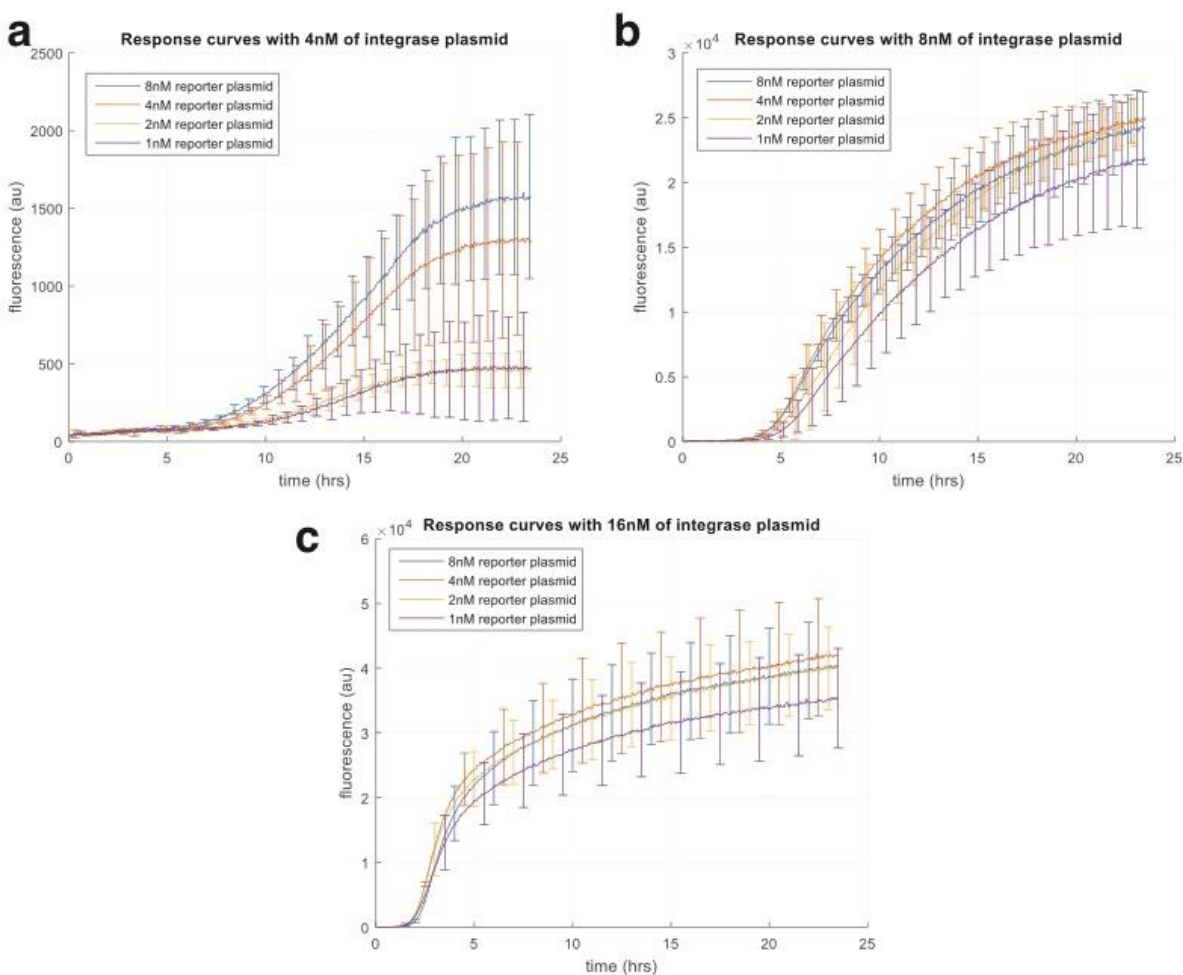 a
Response curves with 4nM of integrase plasmid
2500
2000
1500
1000
500
0
fluorescence (au)
8nM reporter plasmid
4nM reporter plasmid
2nM reporter plasmid
1nM reporter plasmid
0 5 10 15 20 25
time (hrs)
b
×10⁴ Response curves with 8nM of integrase plasmid
3
2.5
2
1.5
1
0.5
0
fluorescence (au)
8nM reporter plasmid
4nM reporter plasmid
2nM reporter plasmid
1nM reporter plasmid
0 5 10 15 20 25
time (hrs)
c
×10⁴ Response curves with 16nM of integrase plasmid
6
5
4
3
2
1
0
fluorescence (au)
8nM reporter plasmid
4nM reporter plasmid
2nM reporter plasmid
1nM reporter plasmid
0 5 10 15 20 25
time (hrs)